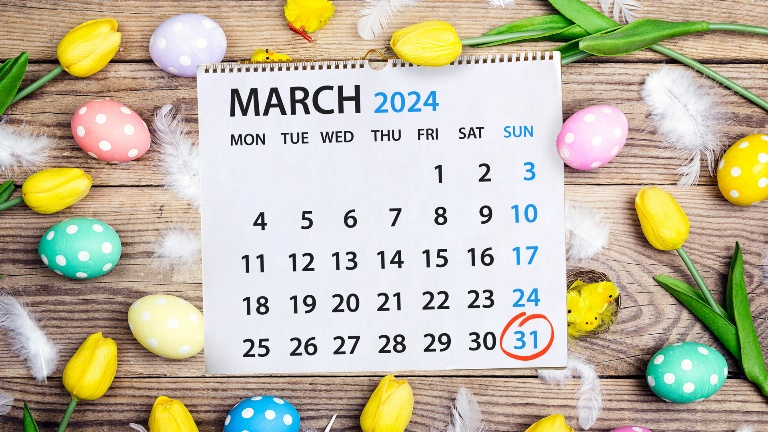 MARCH 2024
MON TUE WED THU FRI SAT SUN
1 2 3
4 5 6 7 8 9 10
11 12 13 14 15 16 17
18 19 20 21 22 23 24
25 26 27 28 29 30 31